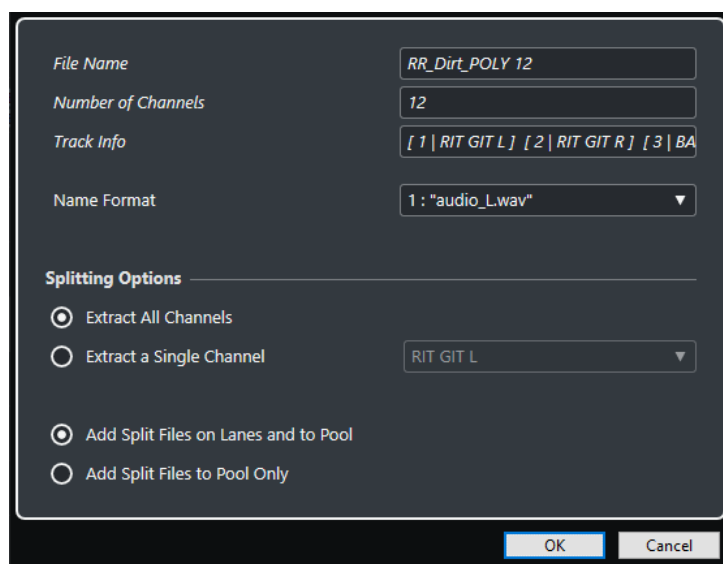 File Name RR_Dirt_POLY 12
Number of Channels 12
Track Info [ 1 | RIT GIT L ] [ 2 | RIT GIT R ] [ 3 | BA
Name Format 1 : "audio_L.wav"
Splitting Options
Extract All Channels
Extract a Single Channel RIT GIT L
Add Split Files on Lanes and to Pool
Add Split Files to Pool Only
OK Cancel